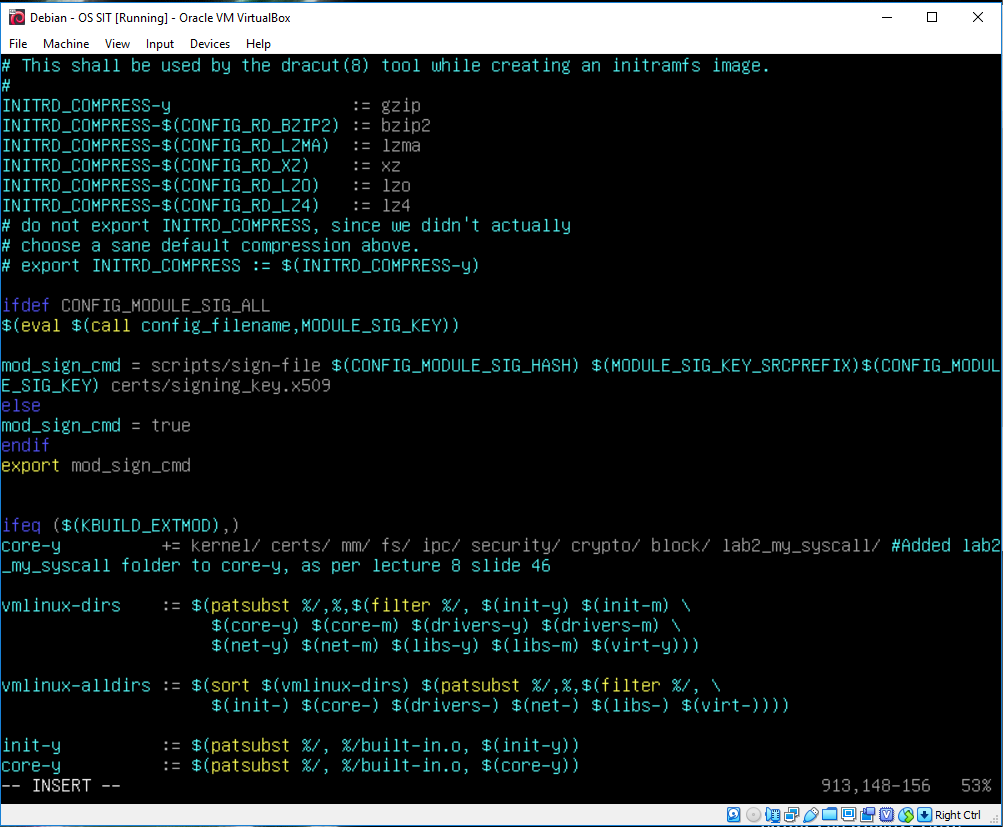 Debian - OS SIT [Running] - Oracle VM VirtualBox
File Machine View Input Devices Help
# This shall be used by the dracut(8) tool while creating an initramfs image.
#
INITRD_COMPRESS-y                   := gzip
INITRD_COMPRESS-$(CONFIG_RD_BZIP2) := bzip2
INITRD_COMPRESS-$(CONFIG_RD_LZMA)  := lzma
INITRD_COMPRESS-$(CONFIG_RD_XZ)    := xz
INITRD_COMPRESS-$(CONFIG_RD_LZO)   := lzo
INITRD_COMPRESS-$(CONFIG_RD_LZ4)   := lz4
# do not export INITRD_COMPRESS, since we didn't actually
# choose a sane default compression above.
# export INITRD_COMPRESS := $(INITRD_COMPRESS-y)
ifdef CONFIG_MODULE_SIG_ALL
$(eval $(call config_filename,MODULE_SIG_KEY))
mod_sign_cmd = scripts/sign-file $(CONFIG_MODULE_SIG_HASH) $(MODULE_SIG_KEY_SRCPREFIX)$(CONFIG_MODUL
E_SIG_KEY) certs/signing_key.x509
else
mod_sign_cmd = true
endif
export mod_sign_cmd
ifeq ($(KBUILD_EXTMOD),)
core-y          += kernel/ certs/ mm/ fs/ ipc/ security/ crypto/ block/ lab2_my_syscall/ #Added lab2
_my_syscall folder to core-y, as per lecture 8 slide 46
vmlinux-dirs    := $(patsubst %/,%,$(filter %/, $(init-y) $(init-m) \
                     $(core-y) $(core-m) $(drivers-y) $(drivers-m) \
                     $(net-y) $(net-m) $(libs-y) $(libs-m) $(virt-y)))
vmlinux-alldirs := $(sort $(vmlinux-dirs) $(patsubst %/,%,$(filter %/, \
                     $(init-) $(core-) $(drivers-) $(net-) $(libs-) $(virt-))))
init-y          := $(patsubst %/, %/built-in.o, $(init-y))
core-y          := $(patsubst %/, %/built-in.o, $(core-y))
-- INSERT -- 913,148-156 53%
Right Ctrl